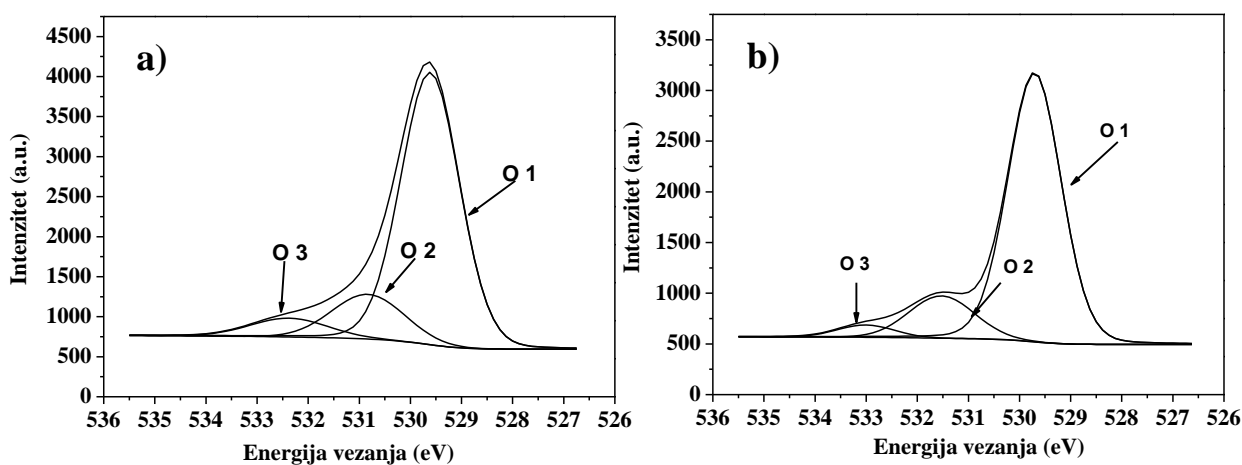 a)
4500
4000
3500
3000
2500
2000
1500
1000
500
0
Intenzitet (a.u.)
O 1
O 2
O 3
536 535 534 533 532 531 530 529 528 527 526
Energija vezanja (eV)
b)
3500
3000
2500
2000
1500
1000
500
0
Intenzitet (a.u.)
O 1
O 2
O 3
536 535 534 533 532 531 530 529 528 527 526
Energija vezanja (eV)